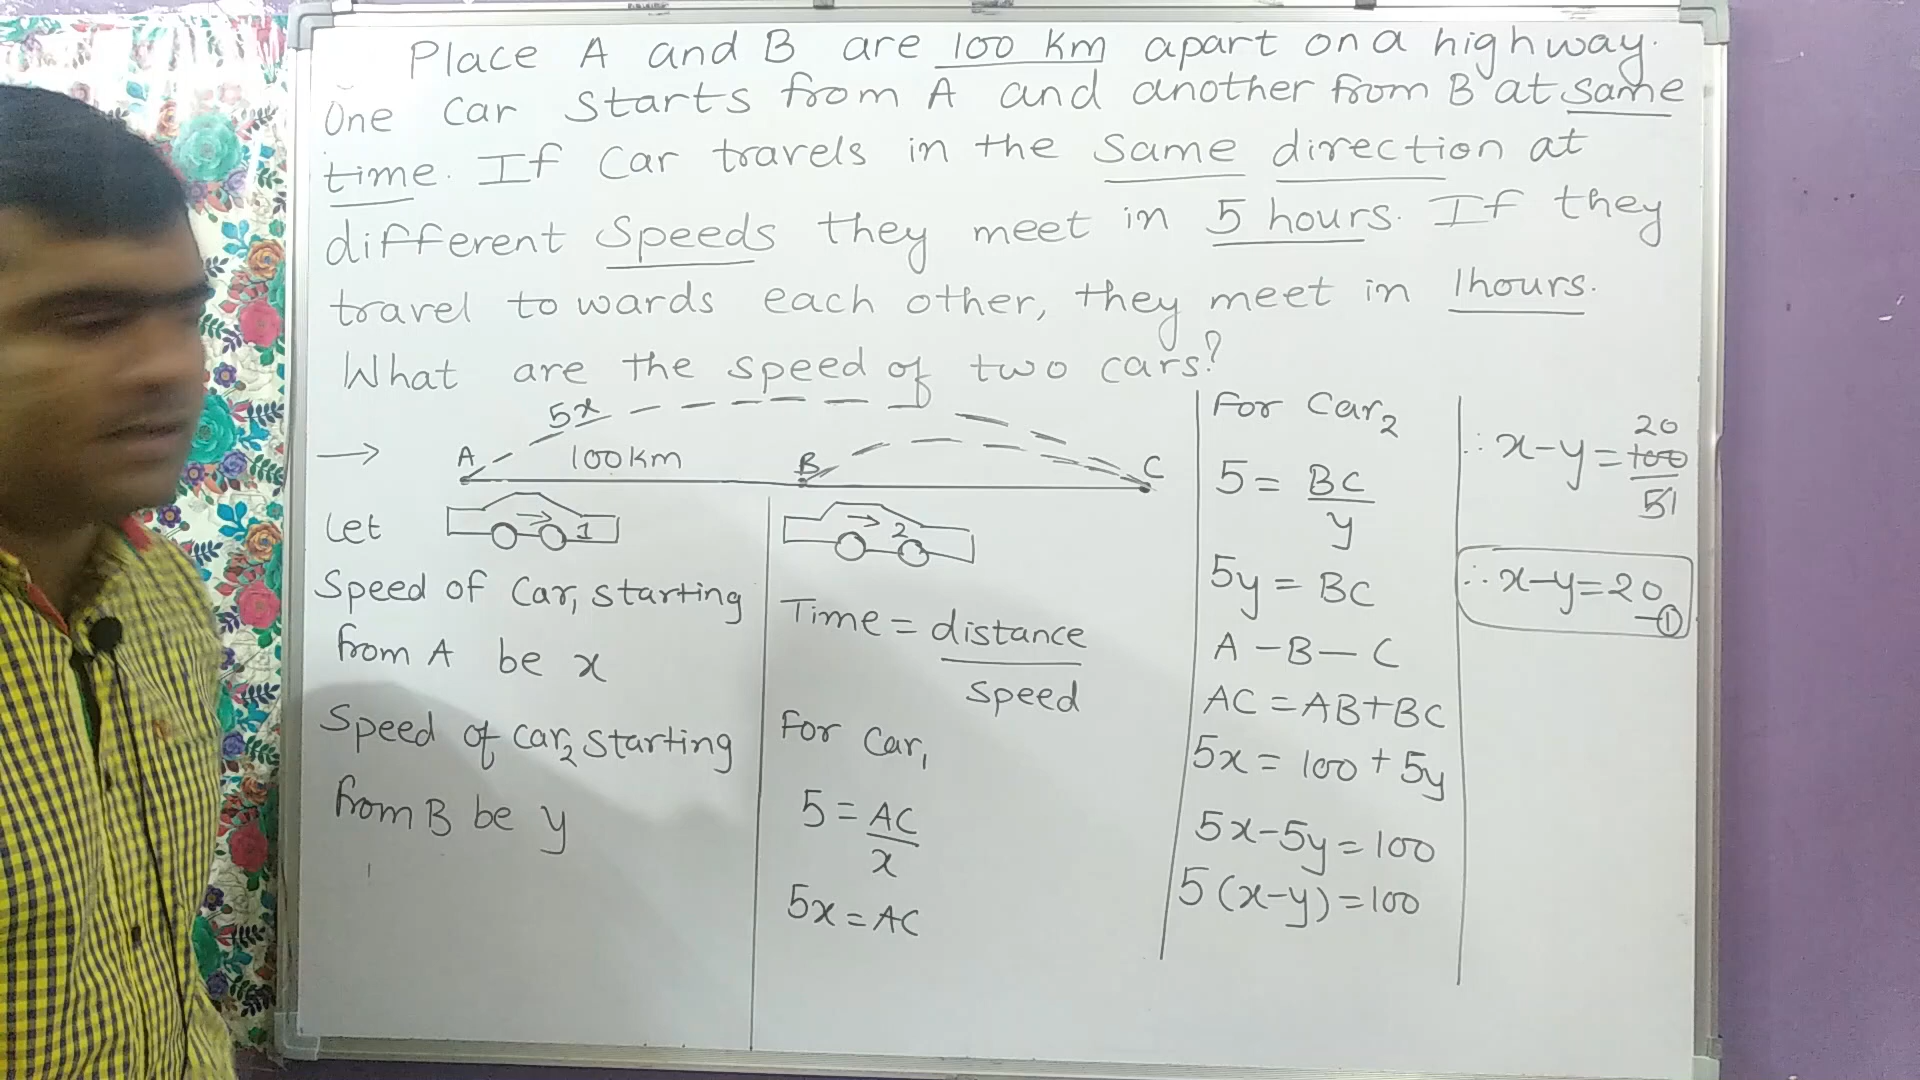 Place A and B are 100 km apart on a highway.
One car starts from A and another from B at same
time. If car travels in the same direction at
different speeds they meet in 5 hours. If they
travel towards each other, they meet in 1hours.
What are the speed of two cars?
5x
→ A 100km B C
Let 1 2
Speed of Car₁ starting
from A be x
Speed of car₂ starting
from B be y
Time = distance
speed
For car₁
5 = AC
x
5x = AC
For Car₂
5 = BC
y
5y = BC
A – B – C
AC = AB + BC
5x = 100 + 5y
5x – 5y = 100
5 (x – y) = 100
20
∴ x – y = 100
51
∴ x – y = 20 –①